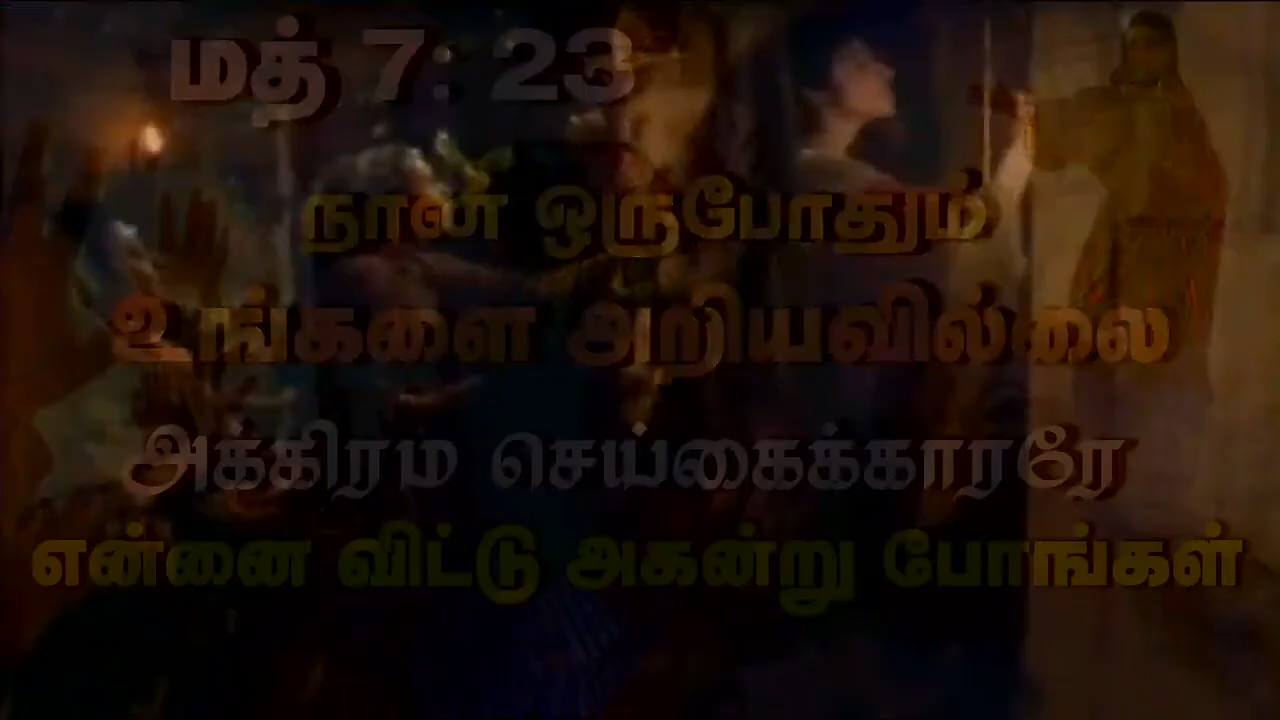 மத் 7: 23
நான் ஒருபோதும்
உங்களை அறியவில்லை
அக்கிரம செய்கைக்காரரே
என்னை விட்டு அகன்று போங்கள்